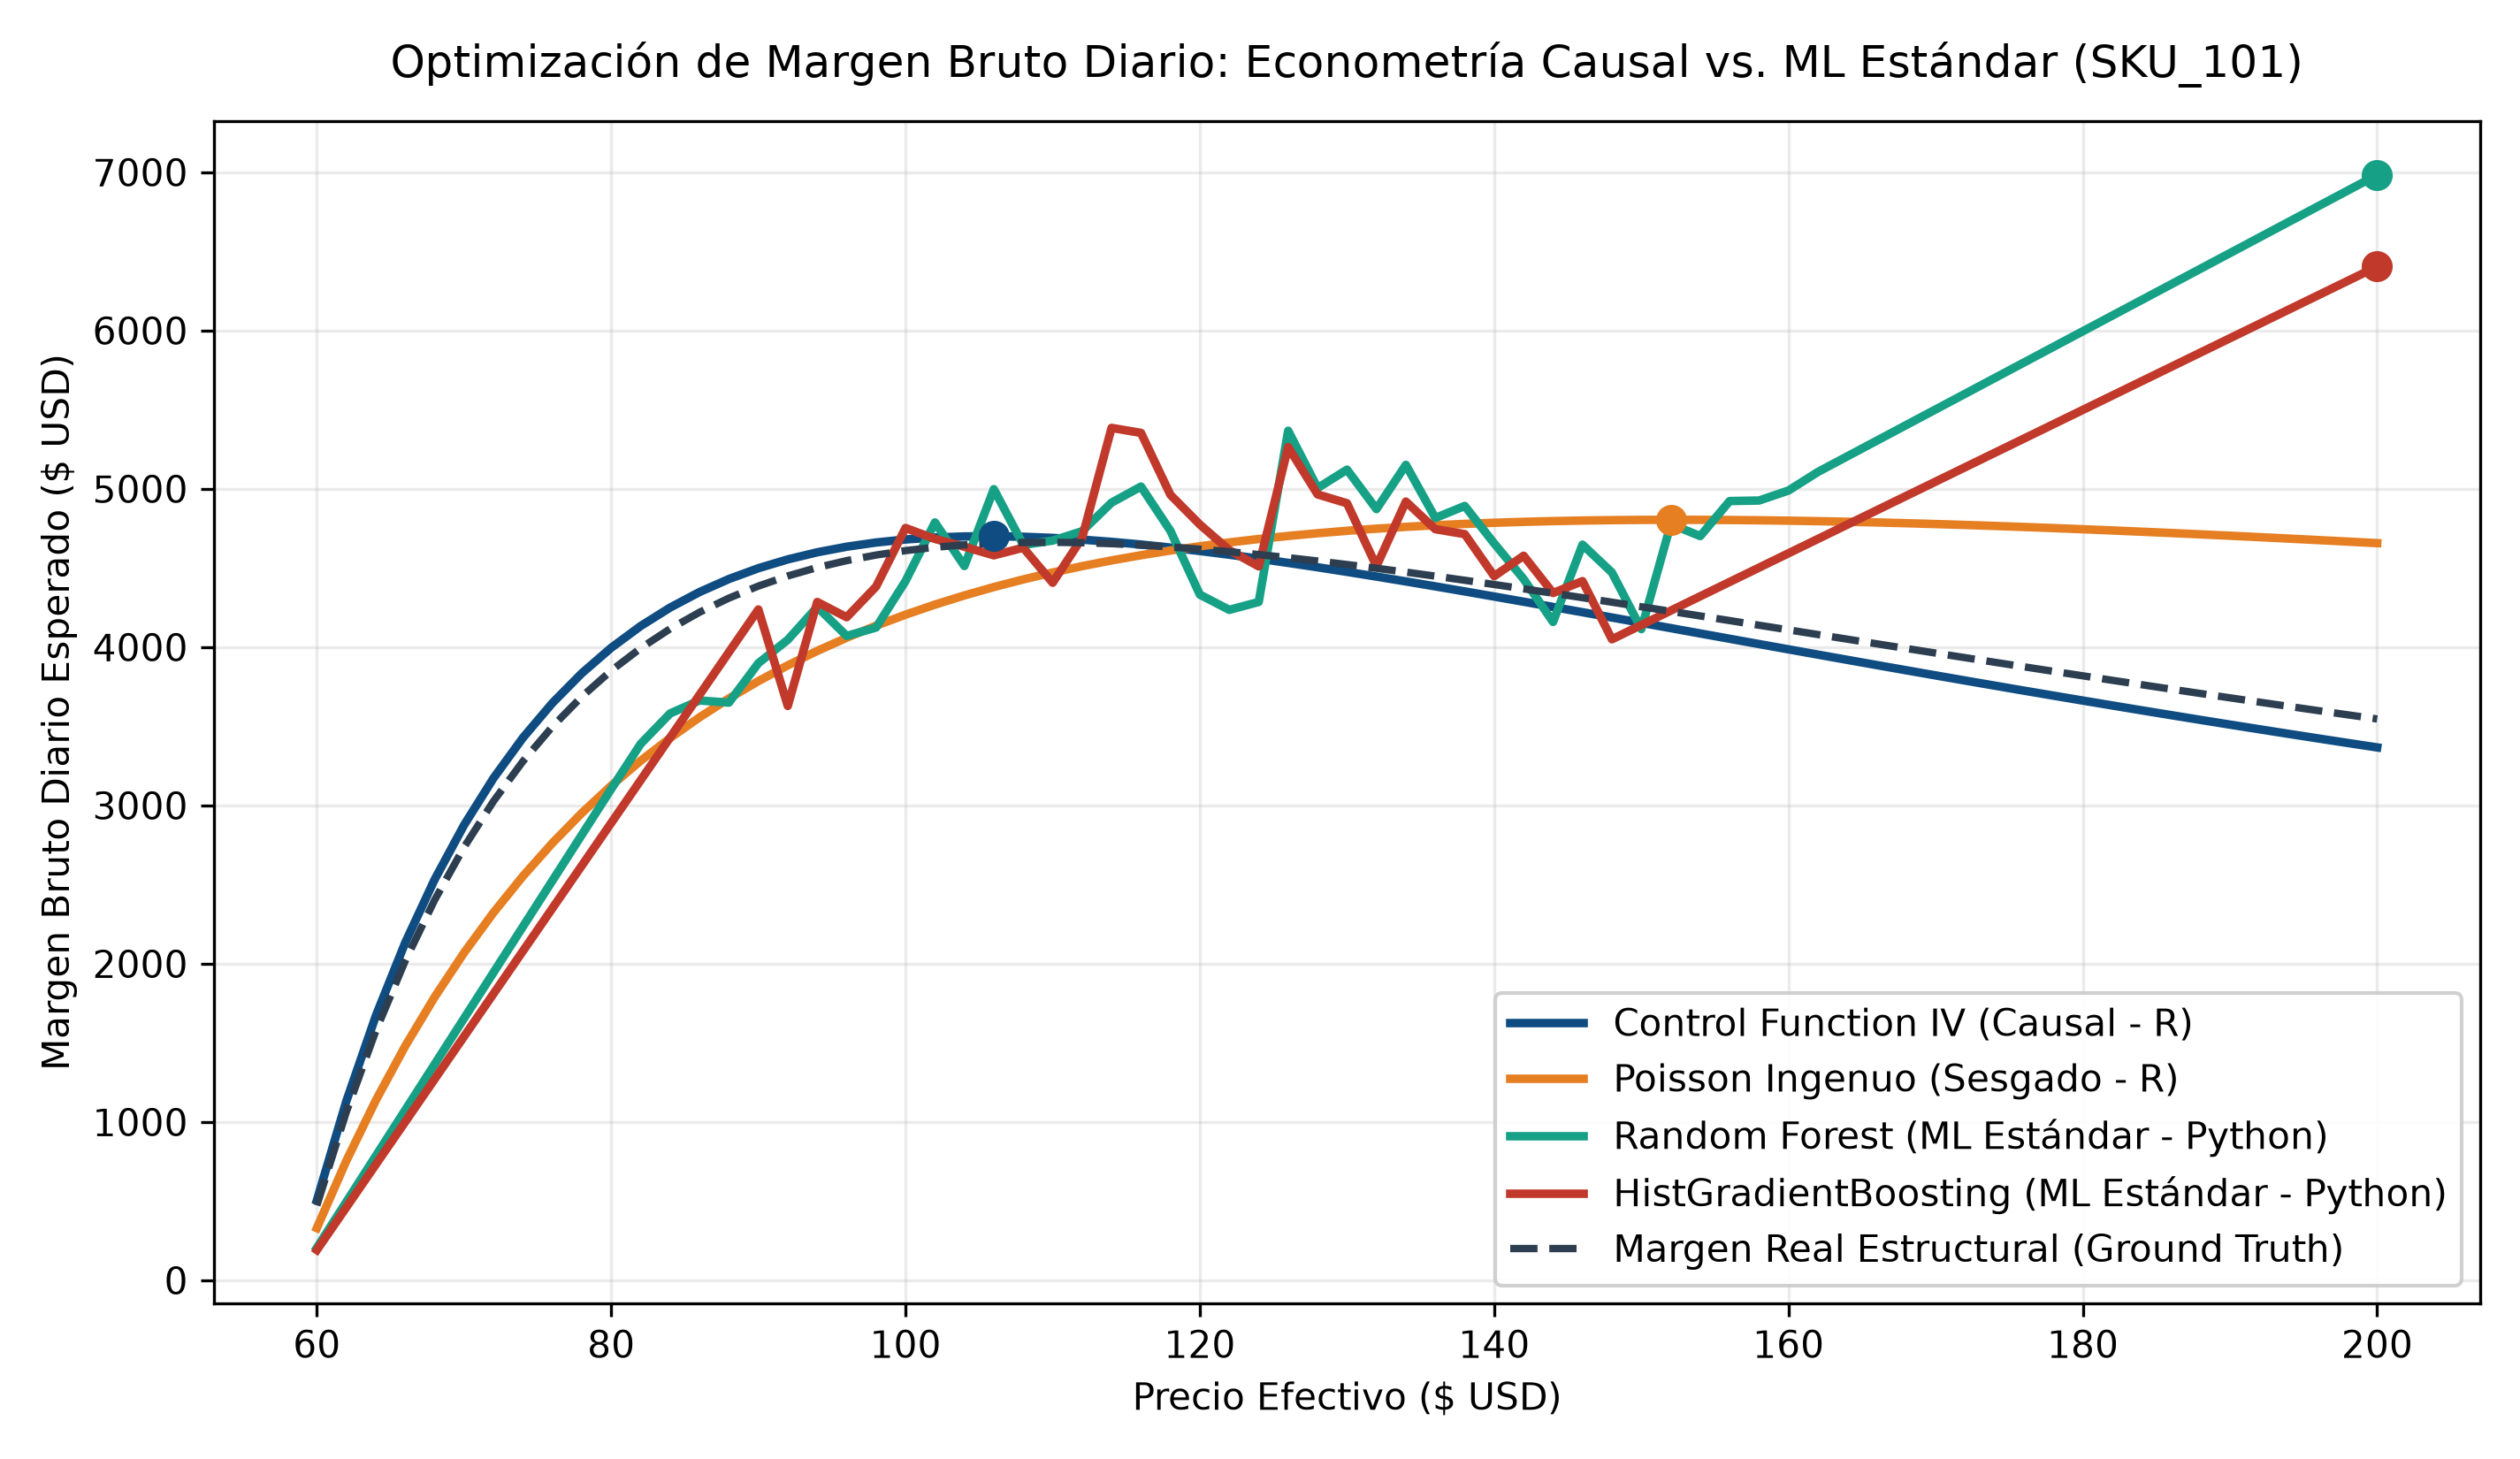 Optimización de Margen Bruto Diario: Econometría Causal vs. ML Estándar (SKU_101)
Margen Bruto Diario Esperado ($ USD)
7000
6000
5000
4000
3000
2000
1000
0
Control Function IV (Causal - R)
Poisson Ingenuo (Sesgado - R)
Random Forest (ML Estándar - Python)
HistGradientBoosting (ML Estándar - Python)
Margen Real Estructural (Ground Truth)
60 80 100 120 140 160 180 200
Precio Efectivo ($ USD)